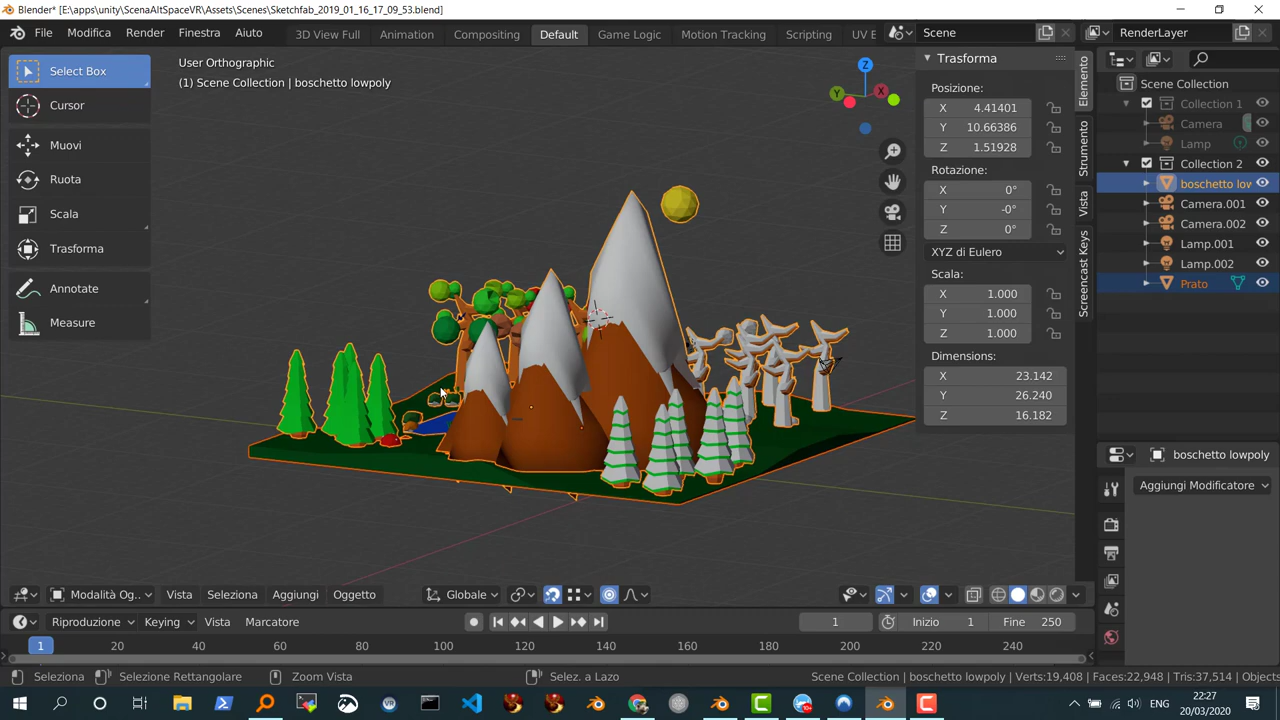 Blender* [E:\apps\unity\ScenaAltSpaceVR\Assets\Scenes\Sketchfab_2019_01_16_17_09_53.blend]
File Modifica Render Finestra Aiuto 3D View Full Animation Compositing Default Game Logic Motion Tracking Scripting UV E Scene RenderLayer
Select Box
Cursor
Muovi
Ruota
Scala
Trasforma
Annotate
Measure
User Orthographic
(1) Scene Collection | boschetto lowpoly
Z
Y
X
Trasforma
Posizione:
X 4.41401
Y 10.66386
Z 1.51928
Rotazione:
X 0°
Y -0°
Z 0°
XYZ di Eulero
Scala:
X 1.000
Y 1.000
Z 1.000
Dimensions:
X 23.142
Y 26.240
Z 16.182
Elemento
Strumento
Vista
Screencast Keys
Scene Collection
Collection 1
Camera
Lamp
Collection 2
boschetto low
Camera.001
Camera.002
Lamp.001
Lamp.002
Prato
boschetto lowpoly
Aggiungi Modificatore
Modalità Og.. Vista Seleziona Aggiungi Oggetto Globale
Riproduzione Keying Vista Marcatore 1 Inizio 1 Fine 250
1 20 40 60 80 100 120 140 160 180 200 220 240
Seleziona Selezione Rettangolare Zoom Vista Selez. a Lazo Scene Collection | boschetto lowpoly | Verts:19,408 | Faces:22,948 | Tris:37,514 | Objects
VR ENG 22:27
20/03/2020